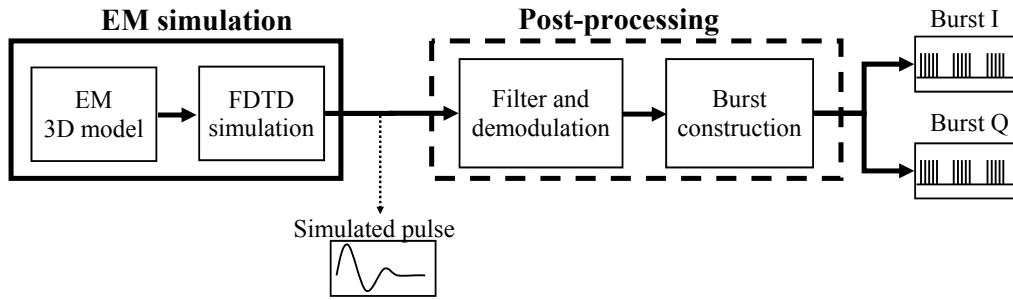 EM simulation
Post-processing
EM
3D model
FDTD
simulation
Filter and
demodulation
Burst
construction
Burst I
Burst Q
Simulated pulse